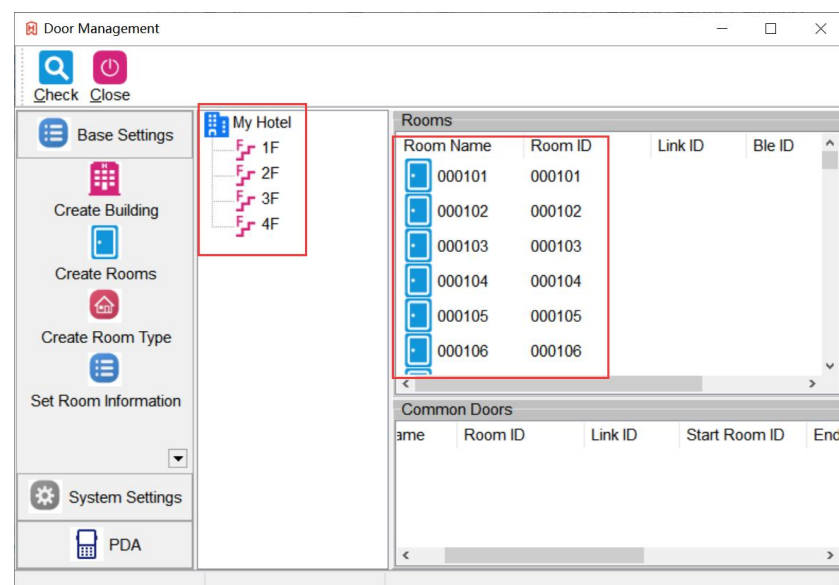 Door Management
Check Close
Base Settings
Create Building
Create Rooms
Create Room Type
Set Room Information
System Settings
PDA
My Hotel
1F
2F
3F
4F
Rooms
Room Name Room ID Link ID Ble ID
000101 000101
000102 000102
000103 000103
000104 000104
000105 000105
000106 000106
Common Doors
ame Room ID Link ID Start Room ID End